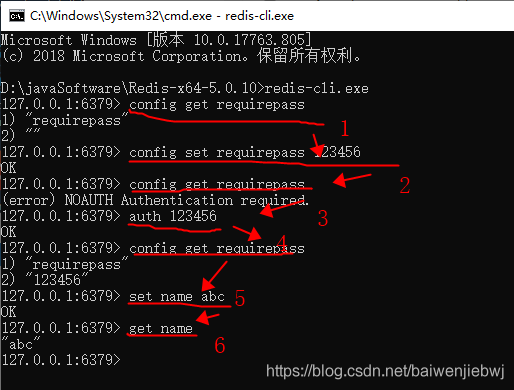 C:\Windows\System32\cmd.exe - redis-cli.exe
Microsoft Windows [版本 10.0.17763.805]
(c) 2018 Microsoft Corporation。保留所有权利。
D:\javaSoftware\Redis-x64-5.0.10>redis-cli.exe
127.0.0.1:6379> config get requirepass
1) "requirepass"
2) ""
1
127.0.0.1:6379> config set requirepass 123456
OK
127.0.0.1:6379> config get requirepass
2
(error) NOAUTH Authentication required.
127.0.0.1:6379> auth 123456
3
OK
4
127.0.0.1:6379> config get requirepass
1) "requirepass"
2) "123456"
127.0.0.1:6379> set name abc
5
OK
127.0.0.1:6379> get name
6
"abc"
127.0.0.1:6379>
https://blog.csdn.net/baiwenjiebwj